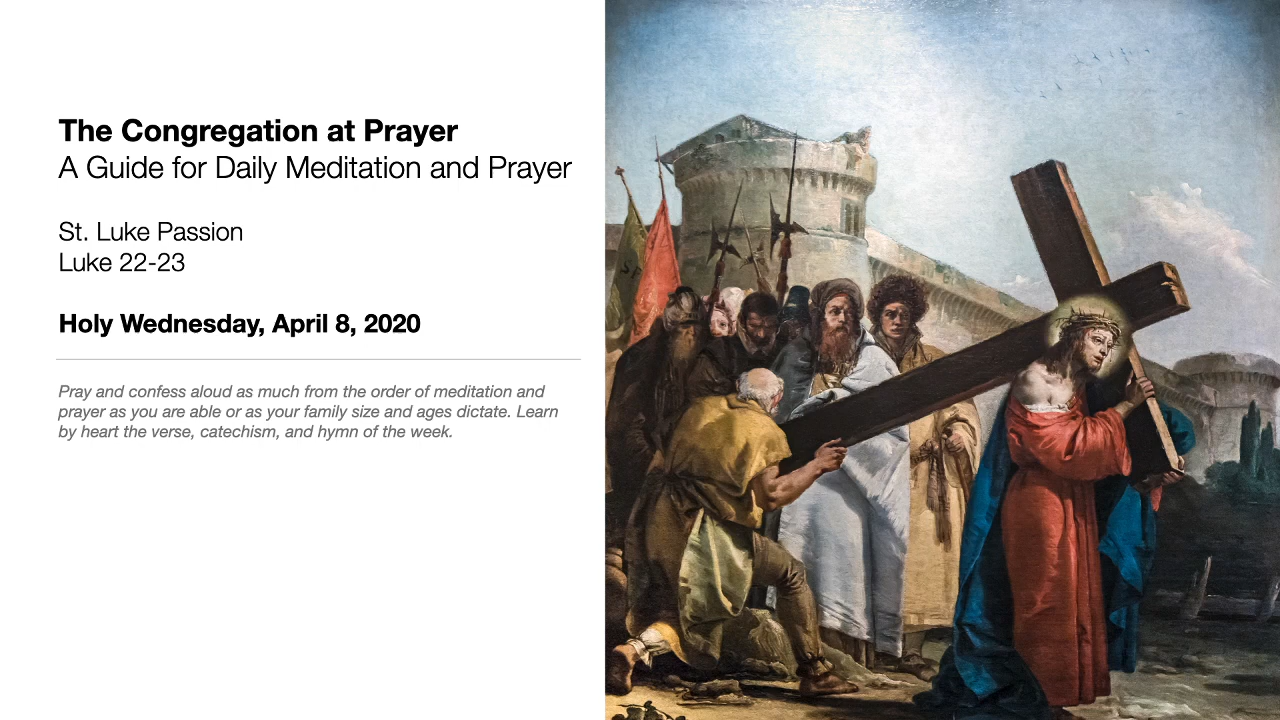 The Congregation at Prayer
A Guide for Daily Meditation and Prayer
St. Luke Passion
Luke 22-23
Holy Wednesday, April 8, 2020
Pray and confess aloud as much from the order of meditation and
prayer as you are able or as your family size and ages dictate. Learn
by heart the verse, catechism, and hymn of the week.